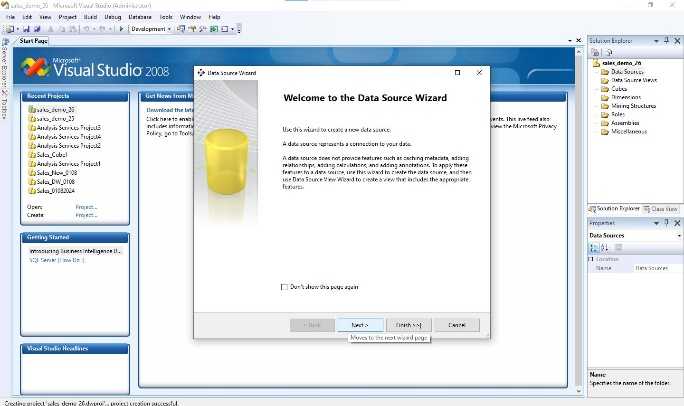 sales_demo_26 - Microsoft Visual Studio (Administrator)
File Edit View Project Build Debug Database Tools Window Help
Development
Start Page
Server Explorer
Toolbox
Microsoft
Visual Studio 2008
Recent Projects
sales_demo_26
sales_demo_25
Analysis Services Project3
Analysis Services Project4
Analysis Services Project2
Sales_Cube1
Analysis Services Project1
Sales_Now_0108
Sales_DW_0108
Sales_01082024
Open: Project...
Create: Project...
Getting Started
Introducing Business Intelligence D...
SQL Server (How Do I)
Visual Studio Headlines
Get News from M
Download the late
Click here to enabl
includes informatio
Policy, go to Tools
vents. This live feed also
view the Microsoft Privacy
Data Source Wizard
Welcome to the Data Source Wizard
Use this wizard to create a new data source.
A data source represents a connection to your data.
A data source does not provide features such as caching metadata, adding
relationships, adding calculations, and adding annotations. To apply these
features to a data source, use this wizard to create the data source, and then
use Data Source View Wizard to create a view that includes the appropriate
features.
Don't show this page again
< Back Next > Finish >>| Cancel
Moves to the next wizard page
Solution Explorer
sales_demo_26
Data Sources
Data Source Views
Cubes
Dimensions
Mining Structures
Roles
Assemblies
Miscellaneous
Solution Explorer Class View
Properties
Data Sources
Location
Name Data Sources
Name
Specifies the name of the folder.
Creating project 'sales_demo_26.dwproj'... project creation successful.